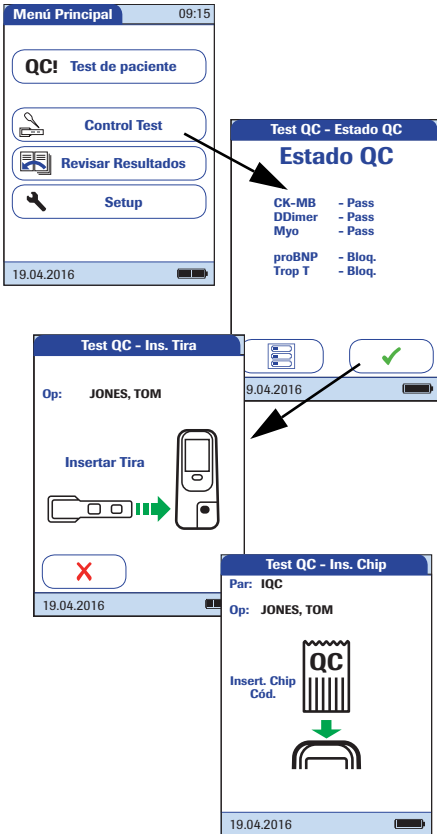 Menú Principal 09:15
QC! Test de paciente
Control Test
Revisar Resultados
Setup
19.04.2016
Test QC - Estado QC
Estado QC
CK-MB - Pass
DDimer - Pass
Myo - Pass
proBNP - Bloq.
Trop T - Bloq.
9.04.2016
Test QC - Ins. Tira
Op: JONES, TOM
Insertar Tira
19.04.2016
Test QC - Ins. Chip
Par: IQC
Op: JONES, TOM
QC
Insert. Chip
Cód.
19.04.2016